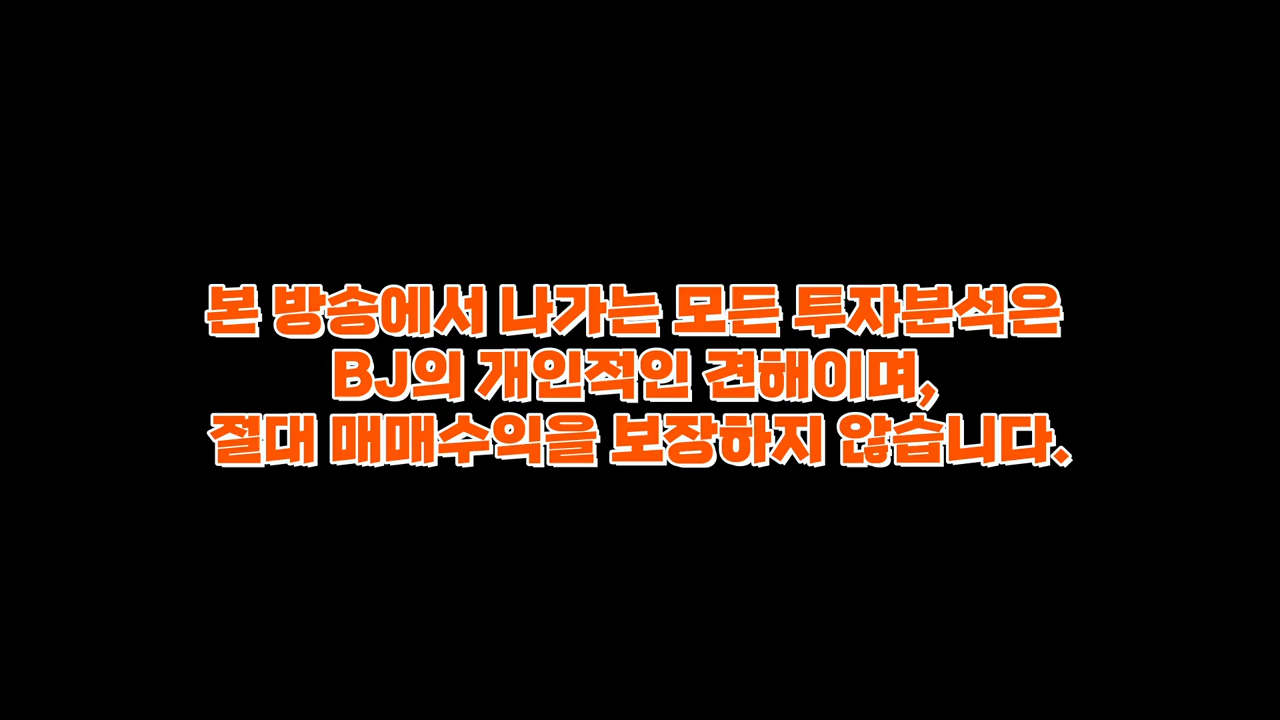 본 방송에서 나가는 모든 투자분석은
BJ의 개인적인 견해이며,
절대 매매수익을 보장하지 않습니다.